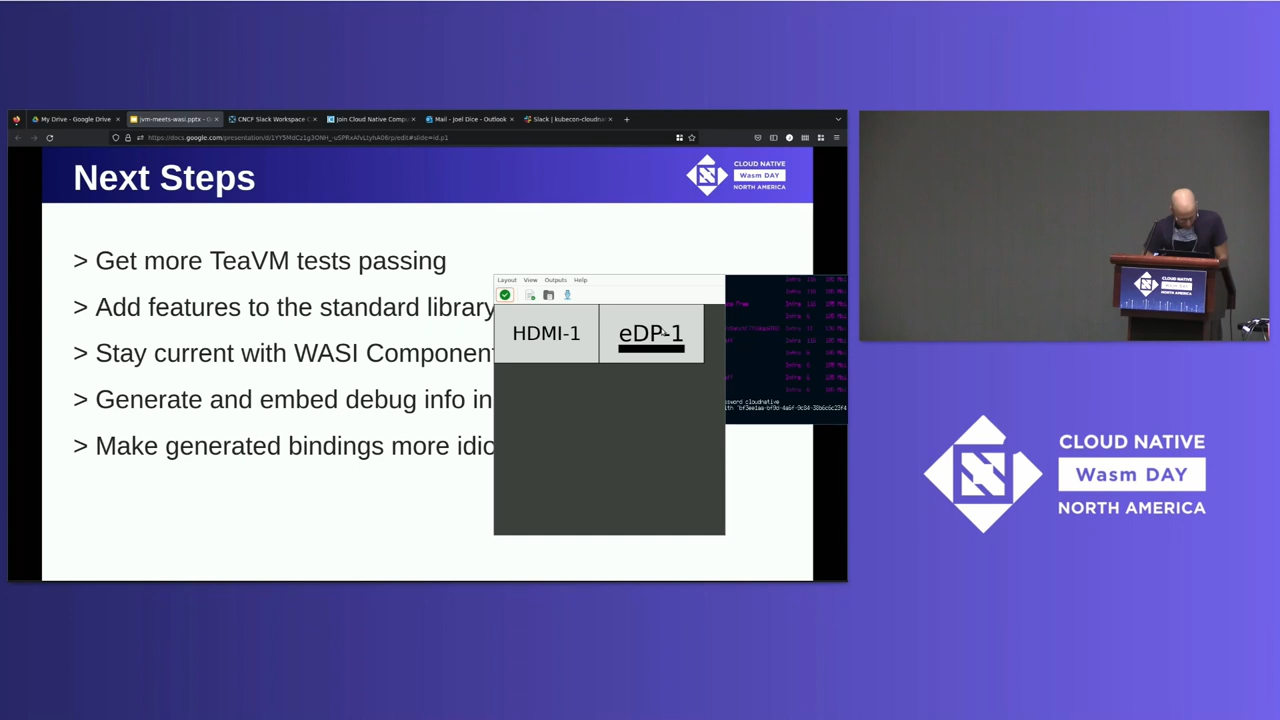 My Drive - Google Drive
jvm-meets-wasi.pptx - G
CNCF Slack Workspace
Join Cloud Native Compu
Mail - Joel Dice - Outlook
Slack | kubecon-cloudna
Next Steps
CLOUD NATIVE
Wasm DAY
NORTH AMERICA
> Get more TeaVM tests passing
> Add features to the standard library
> Stay current with WASI Component
> Generate and embed debug info in
> Make generated bindings more idio
Layout View Outputs Help
HDMI-1
eDP-1
CLOUD NATIVE
Wasm DAY
NORTH AMERICA